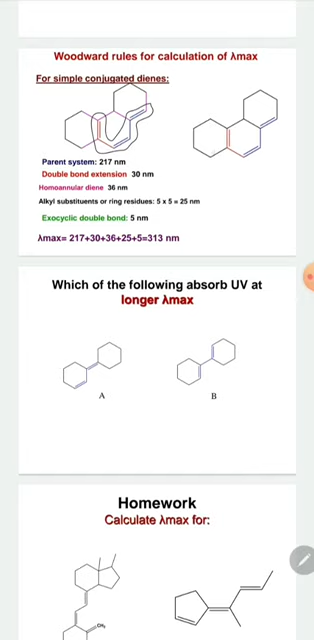 Woodward rules for calculation of λmax
For simple conjugated dienes:
Parent system: 217 nm
Double bond extension 30 nm
Homoannular diene 36 nm
Alkyl substituents or ring residues: 5 x 5 = 25 nm
Exocyclic double bond: 5 nm
λmax= 217+30+36+25+5=313 nm
Which of the following absorb UV at
longer λmax
A
B
Homework
Calculate λmax for:
CH₃